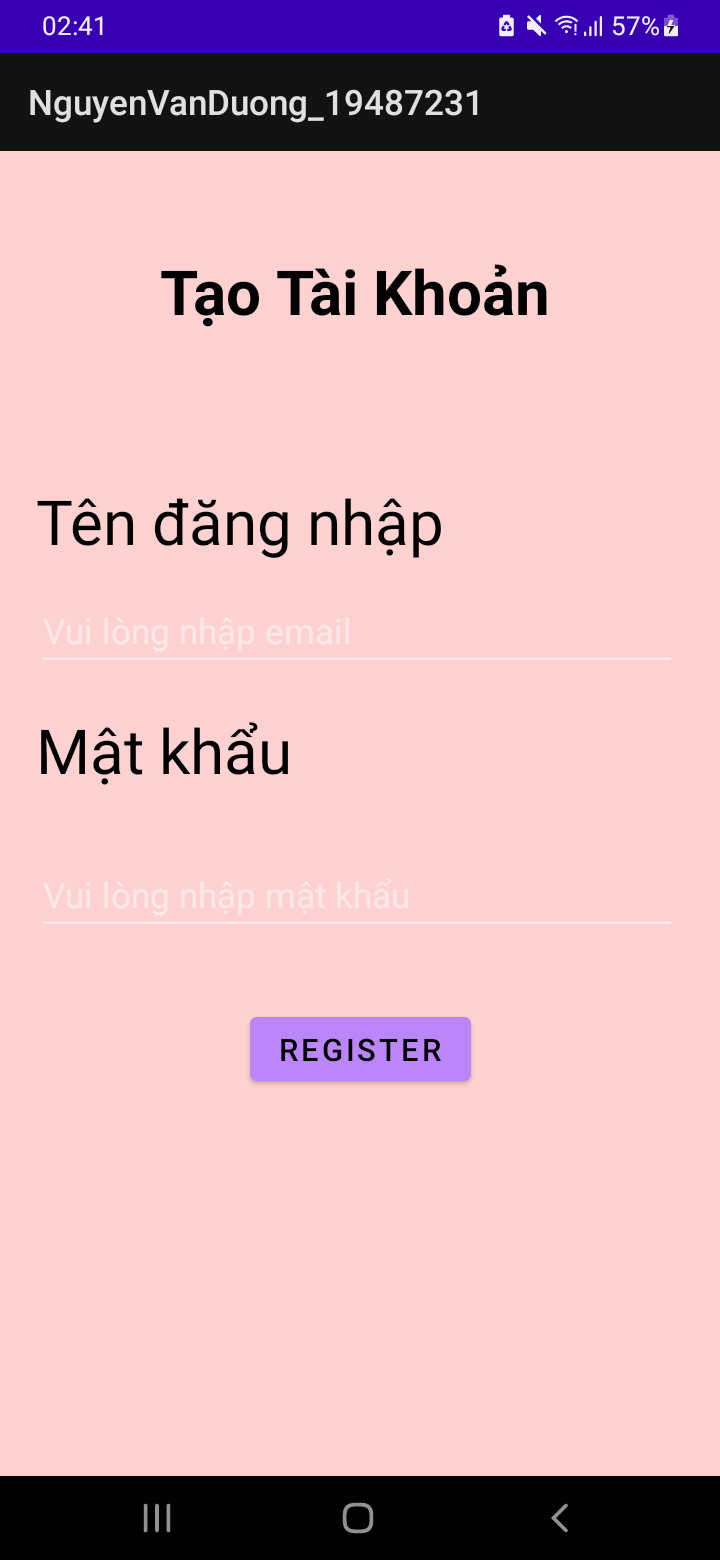 02:41
57%
NguyenVanDuong_19487231
Tạo Tài Khoản
Tên đăng nhập
Vui lòng nhập email
Mật khẩu
Vui lòng nhập mật khẩu
REGISTER